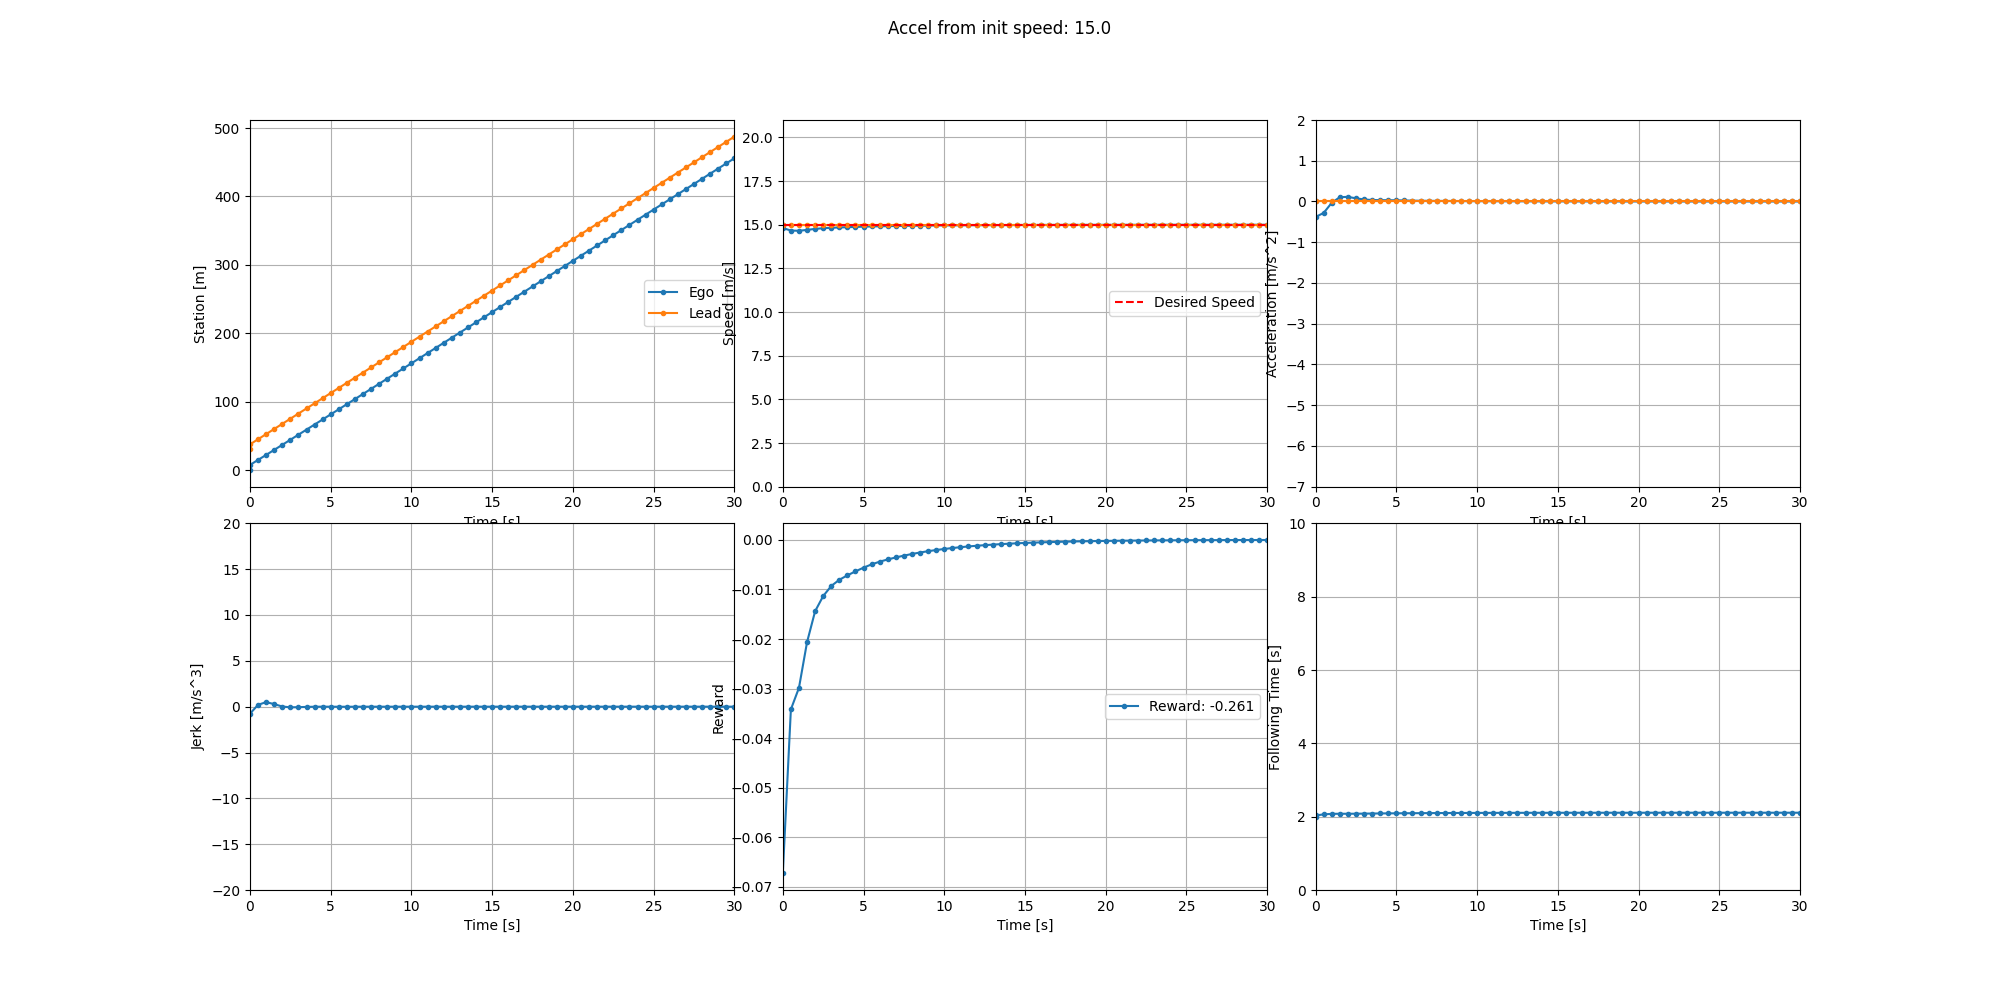 Accel from init speed: 15.0
500
400
300
200
100
0
Station [m]
0 5 10 15 20 25 30
Time [s]
Ego
Lead
20.0
17.5
15.0
12.5
10.0
7.5
5.0
2.5
0.0
Speed [m/s]
0 5 10 15 20 25 30
Time [s]
Desired Speed
2
1
0
−1
−2
−3
−4
−5
−6
−7
Acceleration [m/s^2]
0 5 10 15 20 25 30
Time [s]
20
15
10
5
0
−5
−10
−15
−20
Jerk [m/s^3]
0 5 10 15 20 25 30
Time [s]
0.00
−0.01
−0.02
−0.03
−0.04
−0.05
−0.06
−0.07
Reward
0 5 10 15 20 25 30
Time [s]
Reward: -0.261
10
8
6
4
2
0
Following Time [s]
0 5 10 15 20 25 30
Time [s]